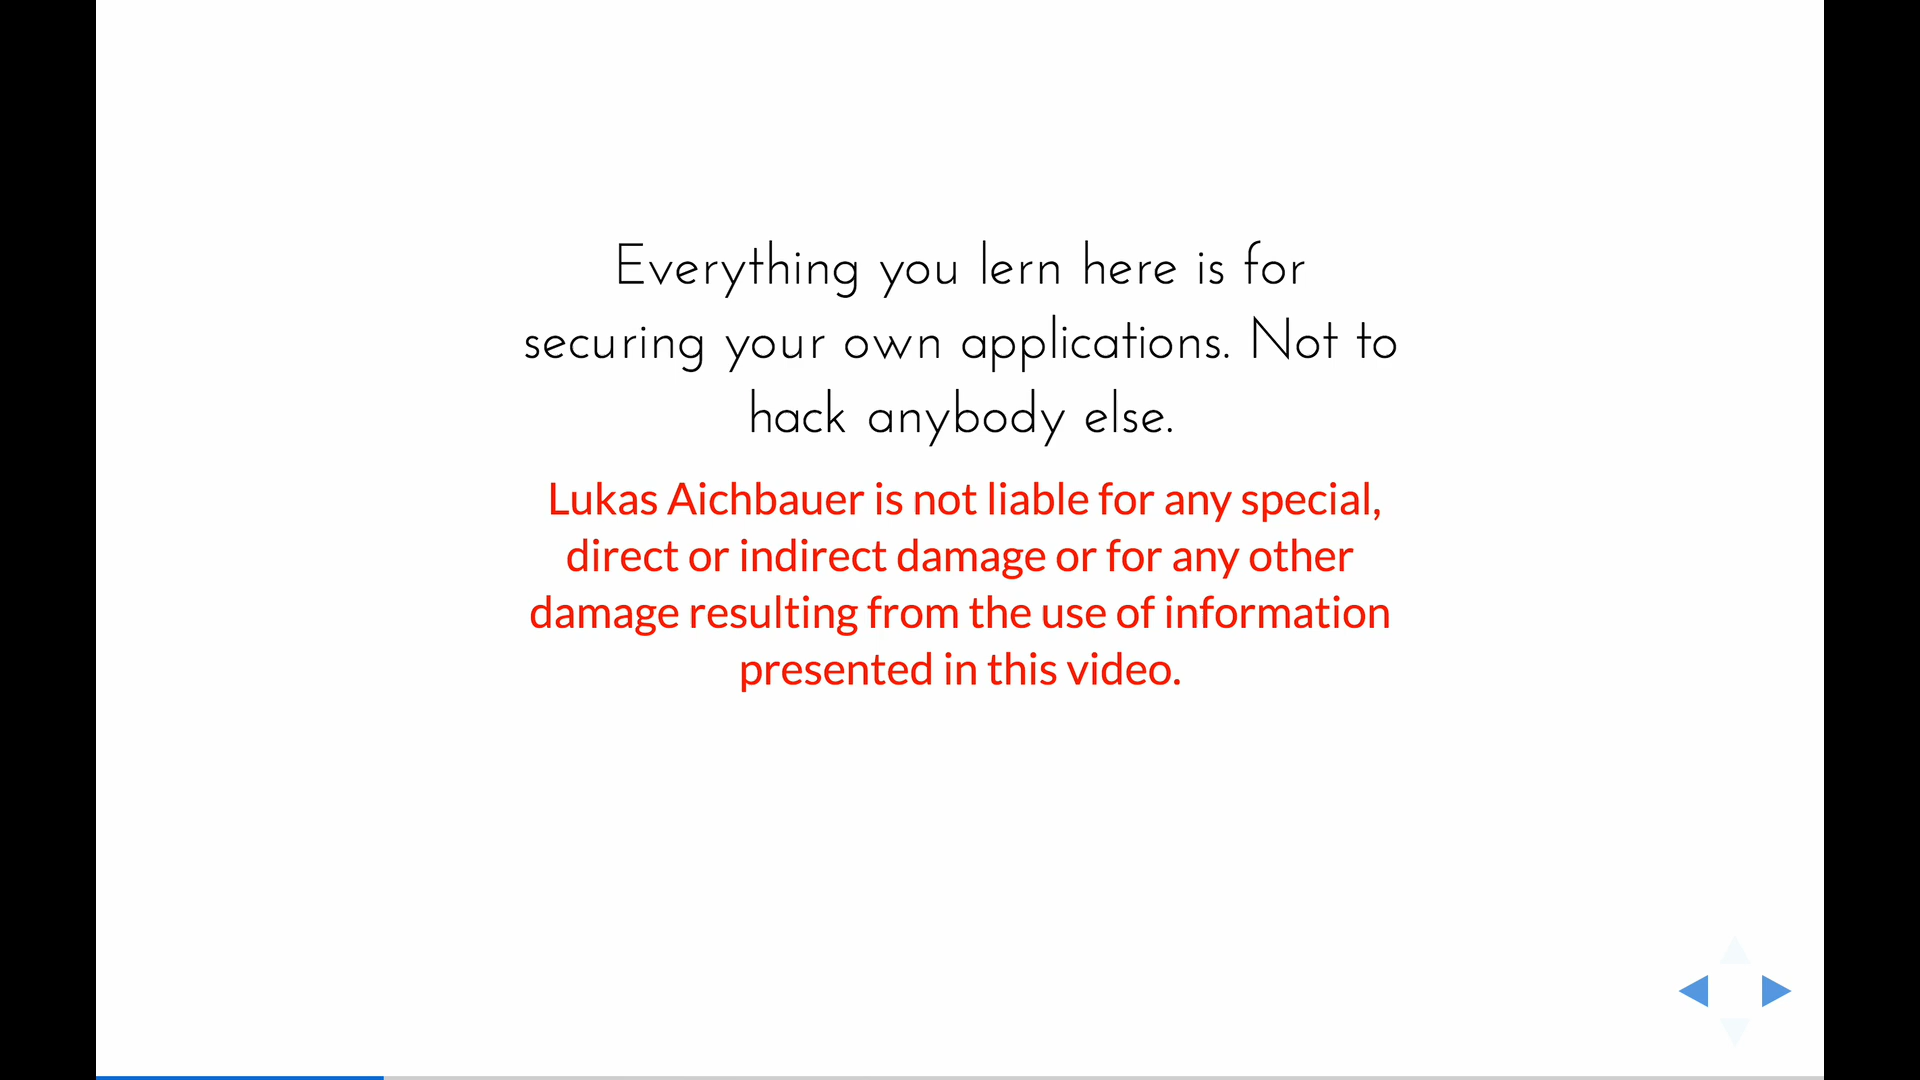 Everything you lern here is for
securing your own applications. Not to
hack anybody else.
Lukas Aichbauer is not liable for any special,
direct or indirect damage or for any other
damage resulting from the use of information
presented in this video.